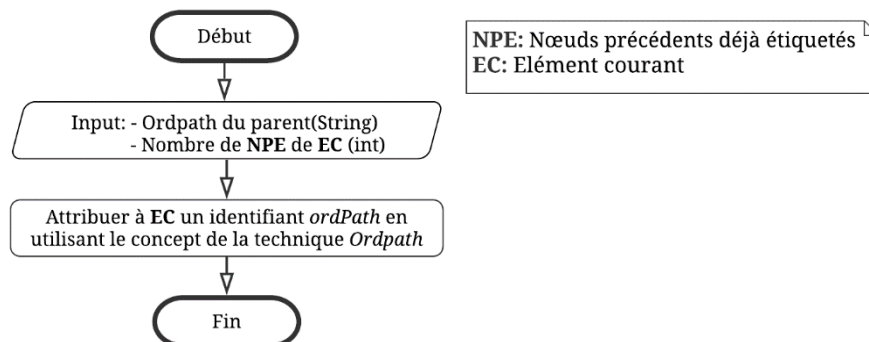 Début
NPE: Nœuds précédents déjà étiquetés
EC: Elément courant
Input: - Ordpath du parent(String)
- Nombre de NPE de EC (int)
Attribuer à EC un identifiant ordPath en
utilisant le concept de la technique Ordpath
Fin